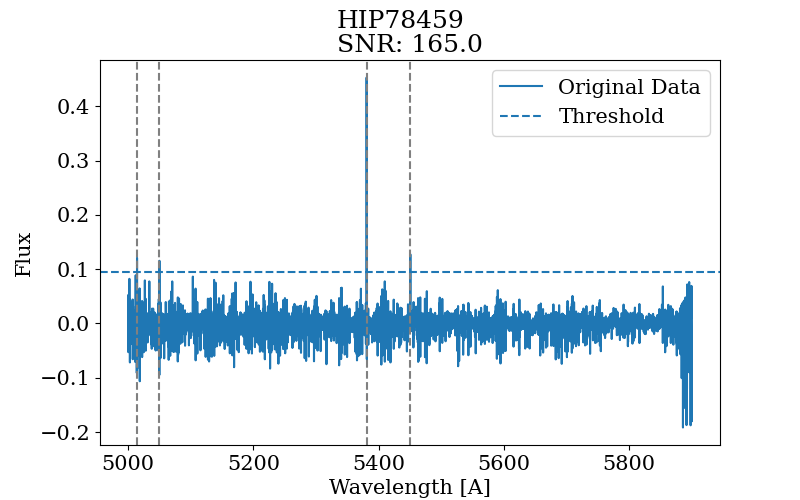 HIP78459
SNR: 165.0
Original Data
Threshold
0.4
0.3
0.2
0.1
0.0
−0.1
−0.2
Flux
5000 5200 5400 5600 5800
Wavelength [A]